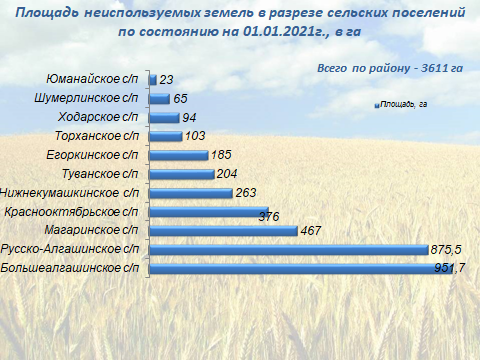 Площадь неиспользуемых земель в разрезе сельских поселений
по состоянию на 01.01.2021г., в га
Всего по району - 3611 га
Площадь, га
Юманайское с/п 23
Шумерлинское с/п 65
Ходарское с/п 94
Торханское с/п 103
Егоркинское с/п 185
Туванское с/п 204
Нижнекумашкинское с/п 263
Краснооктябрьское с/п 376
Магаринское с/п 467
Русско-Алгашинское с/п 875,5
Большеалгашинское с/п 951,7